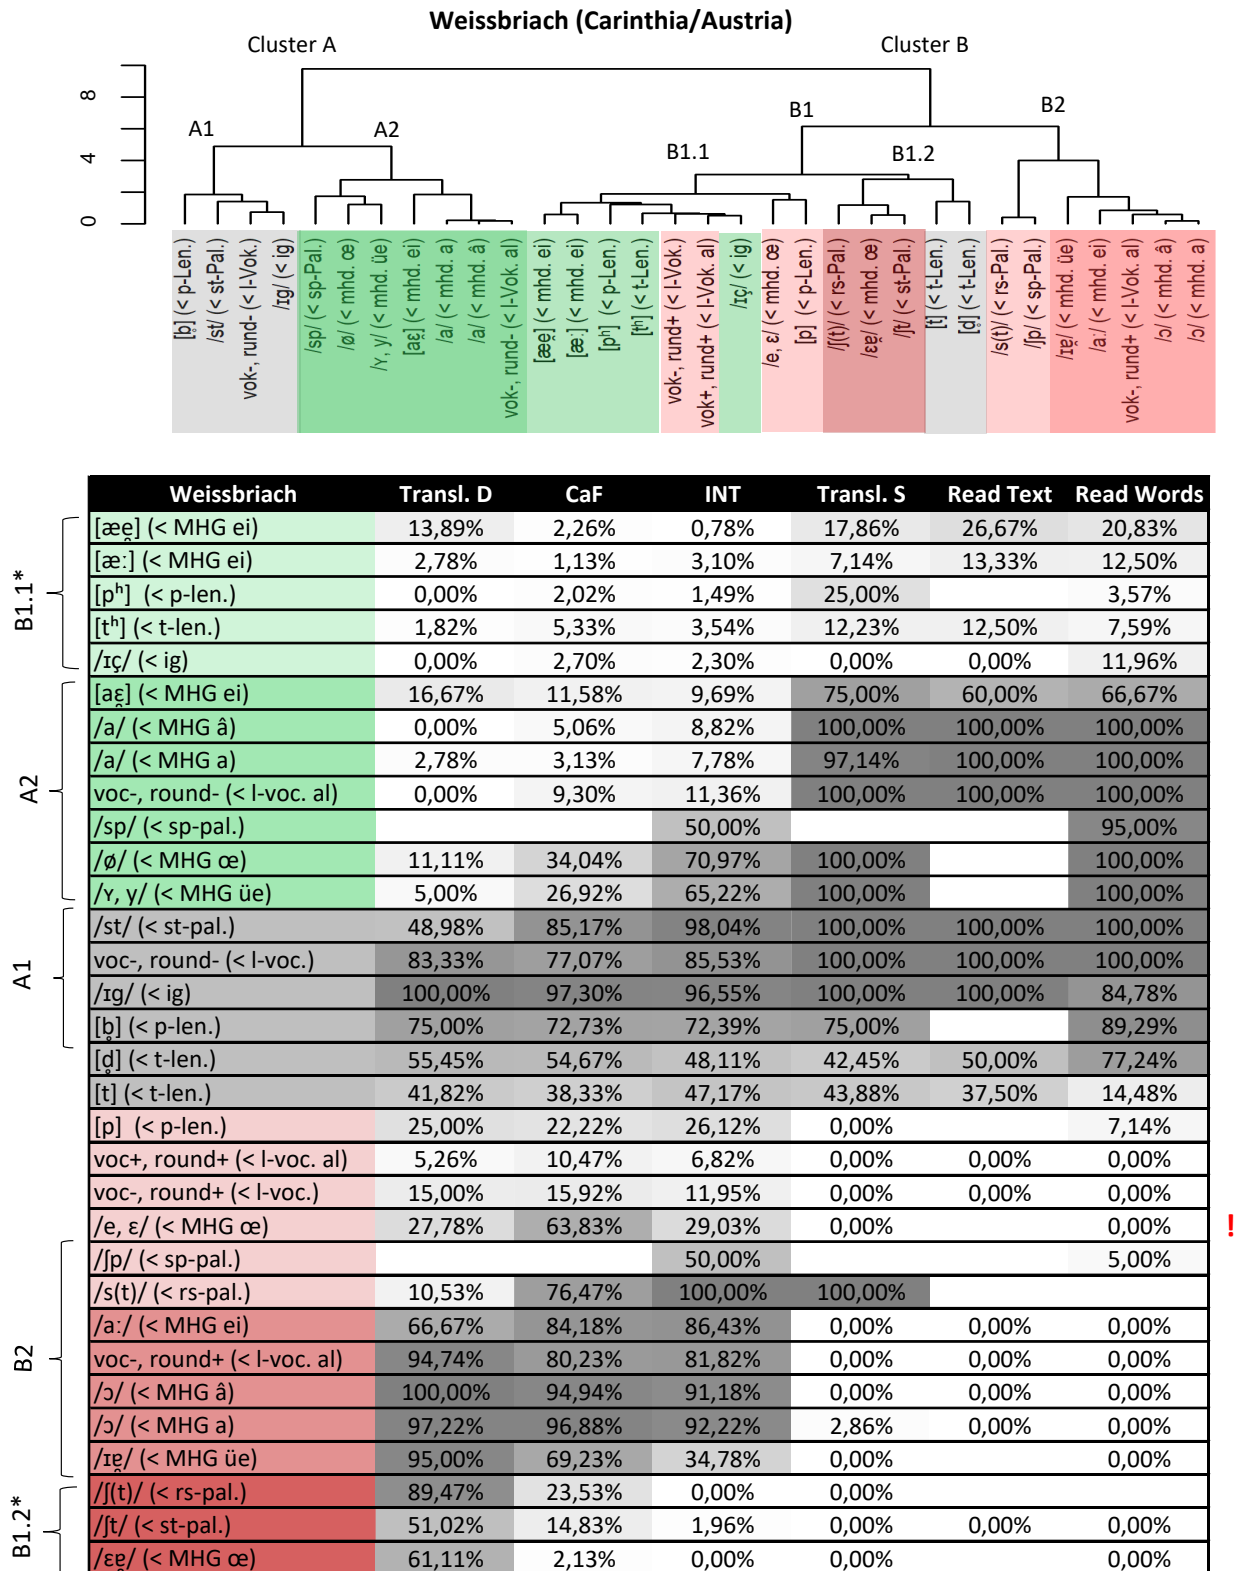 Weissbriach (Carinthia/Austria)
Cluster A
Cluster B
8
4
0
A1
A2
B1
B2
B1.1
B1.2
[b̥] (< p-Len.)
/st/ (< st-Pal.)
vok-, rund- (< l-Vok.)
/ɪg/ (< ig)
/sp/ (< sp-Pal.)
/ø/ (< mhd. œ)
/ʏ, y/ (< mhd. üe)
[aɛ̯] (< mhd. ei)
/a/ (< mhd. a)
/a/ (< mhd. â)
vok-, rund- (< l-Vok. al)
[æe̯] (< mhd. ei)
[æː] (< mhd. ei)
[pʰ] (< p-Len.)
[tʰ] (< t-Len.)
vok-, rund+ (< l-Vok.)
vok+, rund+ (< l-Vok. al)
/ɪç/ (< ig)
/e, ɛ/ (< mhd. œ)
[p] (< p-Len.)
/ʃ(t)/ (< rs-Pal.)
/ɛɐ̯/ (< mhd. œ)
/ʃt/ (< st-Pal.)
[t] (< t-Len.)
[d̥] (< t-Len.)
/s(t)/ (< rs-Pal.)
/ʃp/ (< sp-Pal.)
/ɪɐ̯/ (< mhd. üe)
/aː/ (< mhd. ei)
vok-, rund+ (< l-Vok. al)
/ɔ/ (< mhd. â)
/ɔ/ (< mhd. a)
Weissbriach Transl. D CaF INT Transl. S Read Text Read Words
B1.1*
[æe̯] (< MHG ei) 13,89% 2,26% 0,78% 17,86% 26,67% 20,83%
[æː] (< MHG ei) 2,78% 1,13% 3,10% 7,14% 13,33% 12,50%
[pʰ] (< p-len.) 0,00% 2,02% 1,49% 25,00% 3,57%
[tʰ] (< t-len.) 1,82% 5,33% 3,54% 12,23% 12,50% 7,59%
/ɪç/ (< ig) 0,00% 2,70% 2,30% 0,00% 0,00% 11,96%
A2
[aɛ̯] (< MHG ei) 16,67% 11,58% 9,69% 75,00% 60,00% 66,67%
/a/ (< MHG â) 0,00% 5,06% 8,82% 100,00% 100,00% 100,00%
/a/ (< MHG a) 2,78% 3,13% 7,78% 97,14% 100,00% 100,00%
voc-, round- (< l-voc. al) 0,00% 9,30% 11,36% 100,00% 100,00% 100,00%
/sp/ (< sp-pal.) 50,00% 95,00%
/ø/ (< MHG œ) 11,11% 34,04% 70,97% 100,00% 100,00%
/ʏ, y/ (< MHG üe) 5,00% 26,92% 65,22% 100,00% 100,00%
A1
/st/ (< st-pal.) 48,98% 85,17% 98,04% 100,00% 100,00% 100,00%
voc-, round- (< l-voc.) 83,33% 77,07% 85,53% 100,00% 100,00% 100,00%
/ɪg/ (< ig) 100,00% 97,30% 96,55% 100,00% 100,00% 84,78%
[b̥] (< p-len.) 75,00% 72,73% 72,39% 75,00% 89,29%
[d̥] (< t-len.) 55,45% 54,67% 48,11% 42,45% 50,00% 77,24%
[t] (< t-len.) 41,82% 38,33% 47,17% 43,88% 37,50% 14,48%
[p] (< p-len.) 25,00% 22,22% 26,12% 0,00% 7,14%
voc+, round+ (< l-voc. al) 5,26% 10,47% 6,82% 0,00% 0,00% 0,00%
voc-, round+ (< l-voc.) 15,00% 15,92% 11,95% 0,00% 0,00% 0,00%
/e, ɛ/ (< MHG œ) 27,78% 63,83% 29,03% 0,00% 0,00% !
B2
/ʃp/ (< sp-pal.) 50,00% 5,00%
/s(t)/ (< rs-pal.) 10,53% 76,47% 100,00% 100,00%
/aː/ (< MHG ei) 66,67% 84,18% 86,43% 0,00% 0,00% 0,00%
voc-, round+ (< l-voc. al) 94,74% 80,23% 81,82% 0,00% 0,00% 0,00%
/ɔ/ (< MHG â) 100,00% 94,94% 91,18% 0,00% 0,00% 0,00%
/ɔ/ (< MHG a) 97,22% 96,88% 92,22% 2,86% 0,00% 0,00%
/ɪɐ̯/ (< MHG üe) 95,00% 69,23% 34,78% 0,00% 0,00%
B1.2*
/ʃ(t)/ (< rs-pal.) 89,47% 23,53% 0,00% 0,00%
/ʃt/ (< st-pal.) 51,02% 14,83% 1,96% 0,00% 0,00% 0,00%
/ɛɐ̯/ (< MHG œ) 61,11% 2,13% 0,00% 0,00% 0,00%